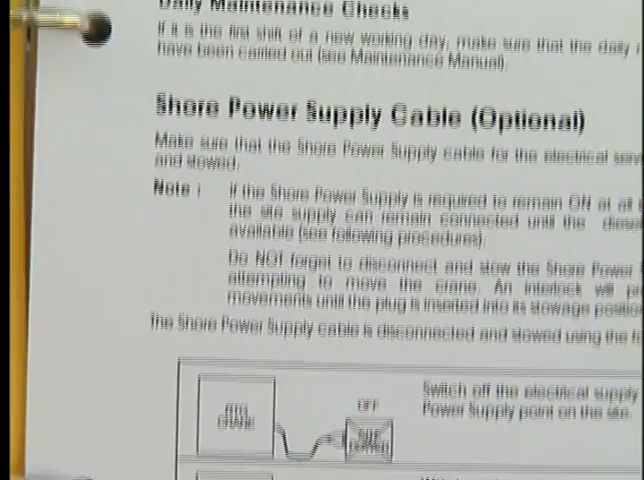 Daily Maintenance Checks
If it is the first shift of a new working day, make sure that the daily
have been carried out (see Maintenance Manual).
Shore Power Supply Cable (Optional)
Make sure that the Shore Power Supply cable for the electrical
and stowed.
Note :
If the Shore Power Supply is required to remain ON at
the site supply can remain connected until the
available (see following procedures).
Do NOT forget to disconnect and stow the Shore Power
attempting to move the crane. An interlock will
movements until the plug is inserted into its stowage
The Shore Power Supply cable is disconnected and stowed using the
OFF
CRANE
SITE
POWER
Switch off the electrical supply
Power Supply point on the site.